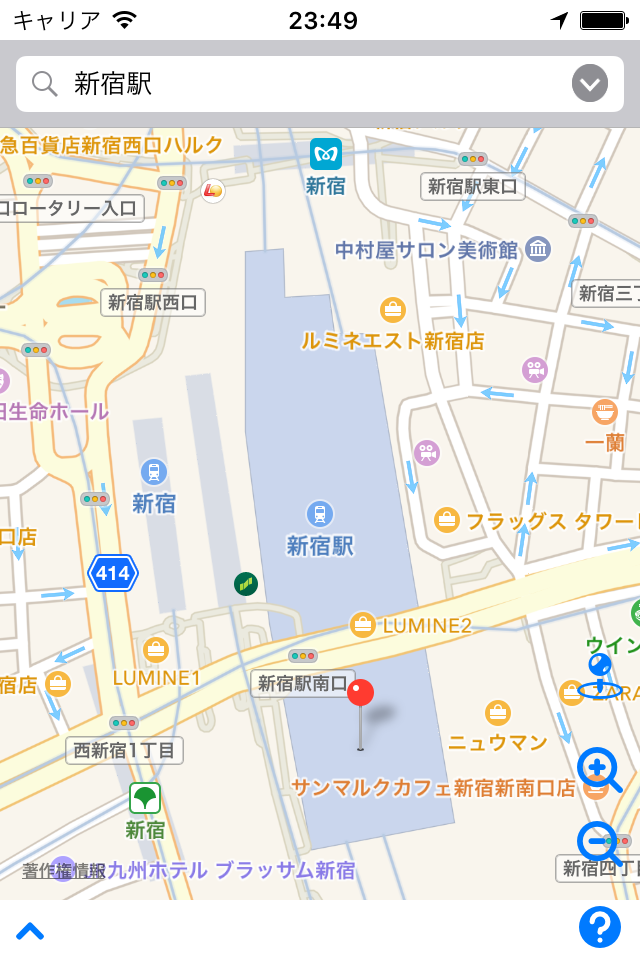 キャリア
23:49
新宿駅
急百貨店新宿西口ハルク
新宿
新宿駅東口
コロータリー入口
中村屋サロン美術館
新宿駅西口
新宿三丁
ルミネエスト新宿店
田生命ホール
一蘭
新宿
フラッグス タワー
新宿駅
口店
414
LUMINE2
ウイン
LUMINE1
新宿駅南口
宿店
ZARA
ニュウマン
西新宿1丁目
サンマルクカフェ新宿新南口店
新宿
著作権情報
九州ホテル ブラッサム新宿
新宿四丁目